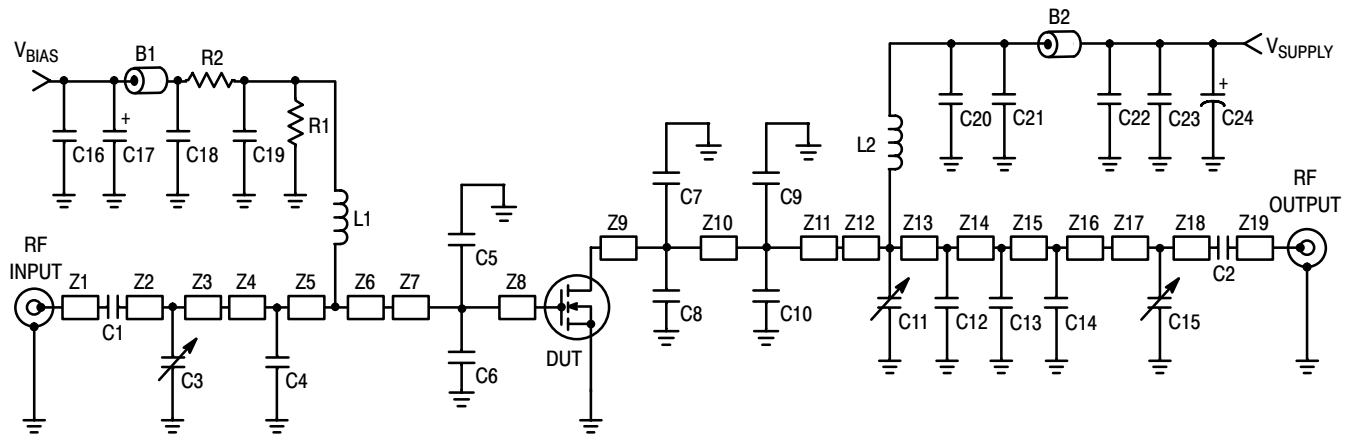 B2
VBIAS
B1
R2
VSUPPLY
+
R1
+
C16
C17
C18
C19
C20
C21
C22
C23
C24
L2
C7
C9
L1
RF
INPUT
RF
OUTPUT
C5
Z1
Z2
Z3
Z4
Z5
Z6
Z7
Z8
Z9
Z10
Z11
Z12
Z13
Z14
Z15
Z16
Z17
Z18
Z19
C2
C1
C3
C4
C6
DUT
C8
C10
C11
C12
C13
C14
C15